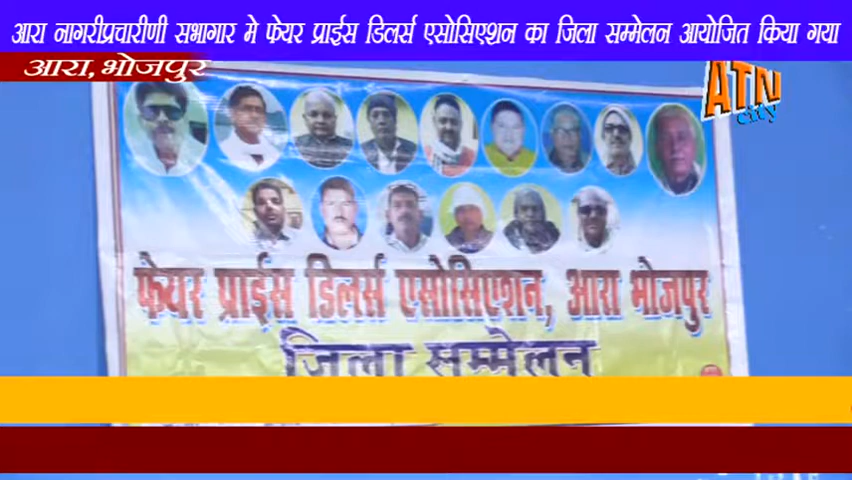 आरा नागरीप्रचारीणी सभागार मे फेयर प्राईस डिलर्स एसोसिएशन का जिला सम्मेलन आयोजित किया गया
आरा, भोजपुर
ATN
city
फेयर प्राईस डिलर्स एसोसिएशन, आरा भोजपुर
जिला सम्मेलन